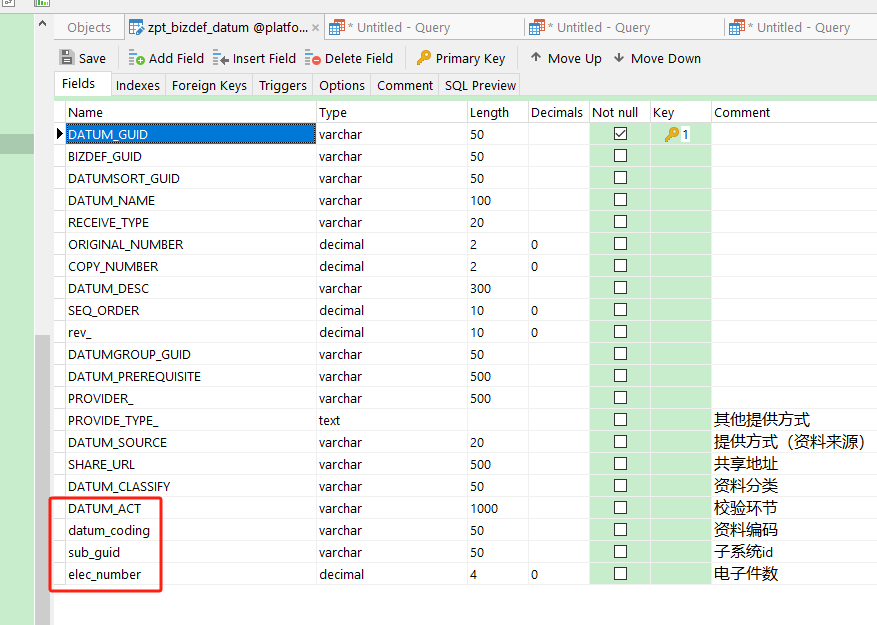 Objects zpt_bizdef_datum @platfo... * Untitled - Query * Untitled - Query * Untitled - Query
Save Add Field Insert Field Delete Field Primary Key Move Up Move Down
Fields Indexes Foreign Keys Triggers Options Comment SQL Preview
Name Type Length Decimals Not null Key Comment
DATUM_GUID varchar 50 1
BIZDEF_GUID varchar 50
DATUMSORT_GUID varchar 50
DATUM_NAME varchar 100
RECEIVE_TYPE varchar 20
ORIGINAL_NUMBER decimal 2 0
COPY_NUMBER decimal 2 0
DATUM_DESC varchar 300
SEQ_ORDER decimal 10 0
rev_ decimal 10 0
DATUMGROUP_GUID varchar 50
DATUM_PREREQUISITE varchar 500
PROVIDER_ varchar 500
PROVIDE_TYPE_ text 其他提供方式
DATUM_SOURCE varchar 20 提供方式（资料来源）
SHARE_URL varchar 500 共享地址
DATUM_CLASSIFY varchar 50 资料分类
DATUM_ACT varchar 1000 校验环节
datum_coding varchar 50 资料编码
sub_guid varchar 50 子系统id
elec_number decimal 4 0 电子件数